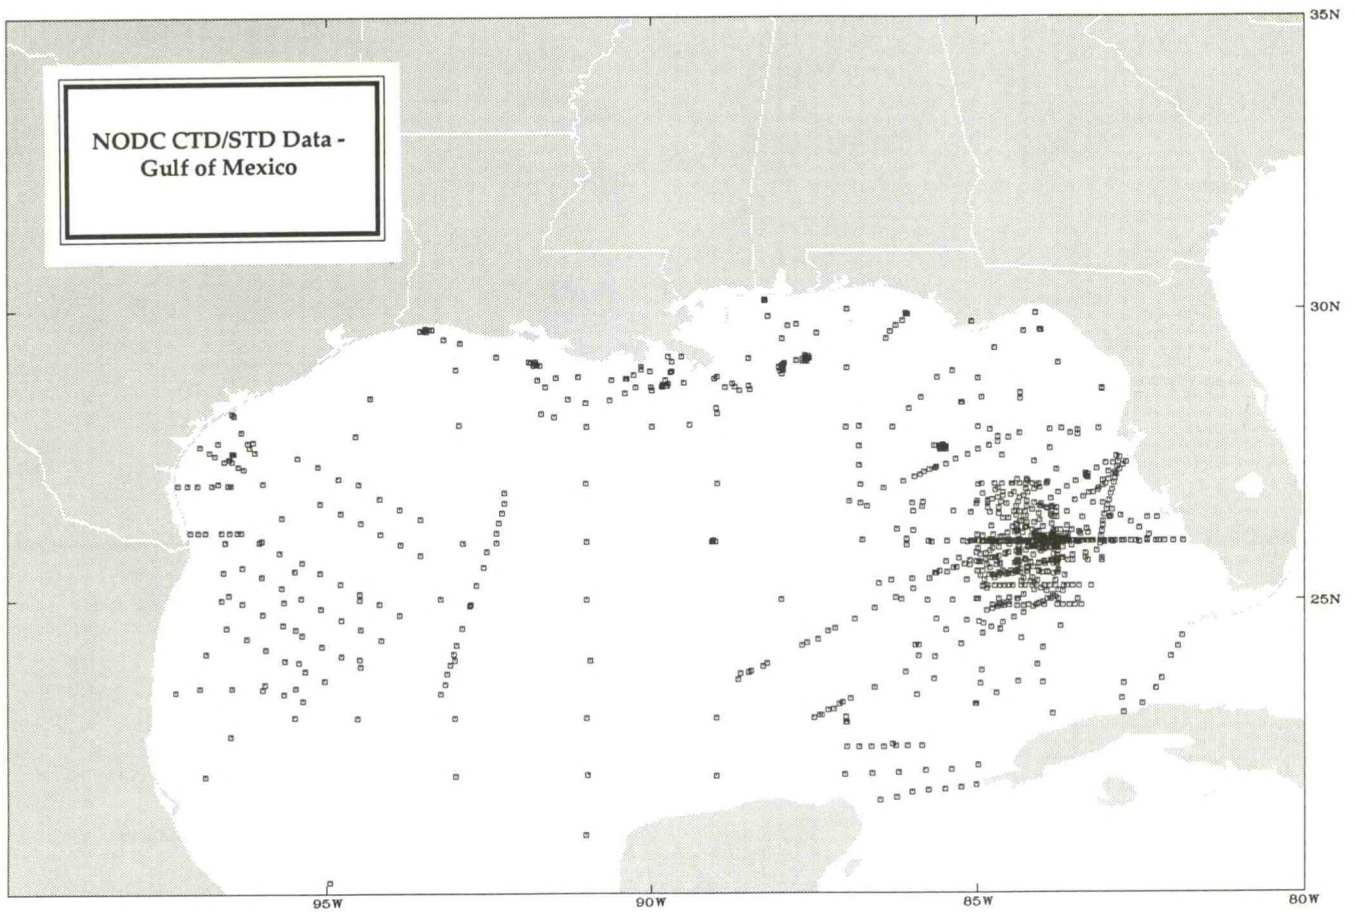 35N
NODC CTD/STD Data -
Gulf of Mexico
30N
25N
95W
90W
85W
80W